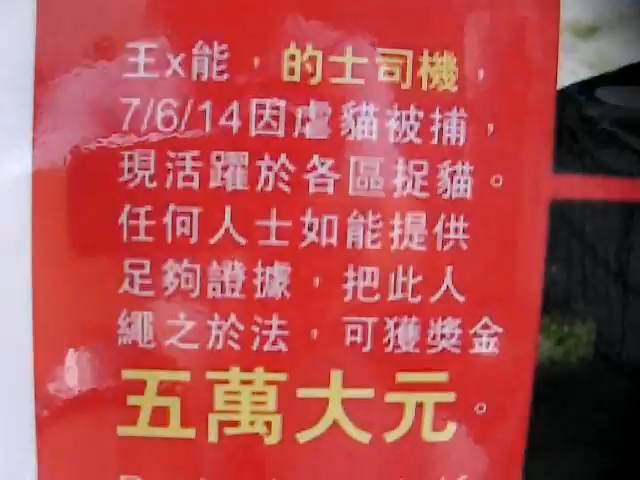 王x能，的士司機，
7/6/14因虐貓被捕，
現活躍於各區捉貓。
任何人士如能提供
足夠證據，把此人
繩之於法，可獲獎金
五萬大元。